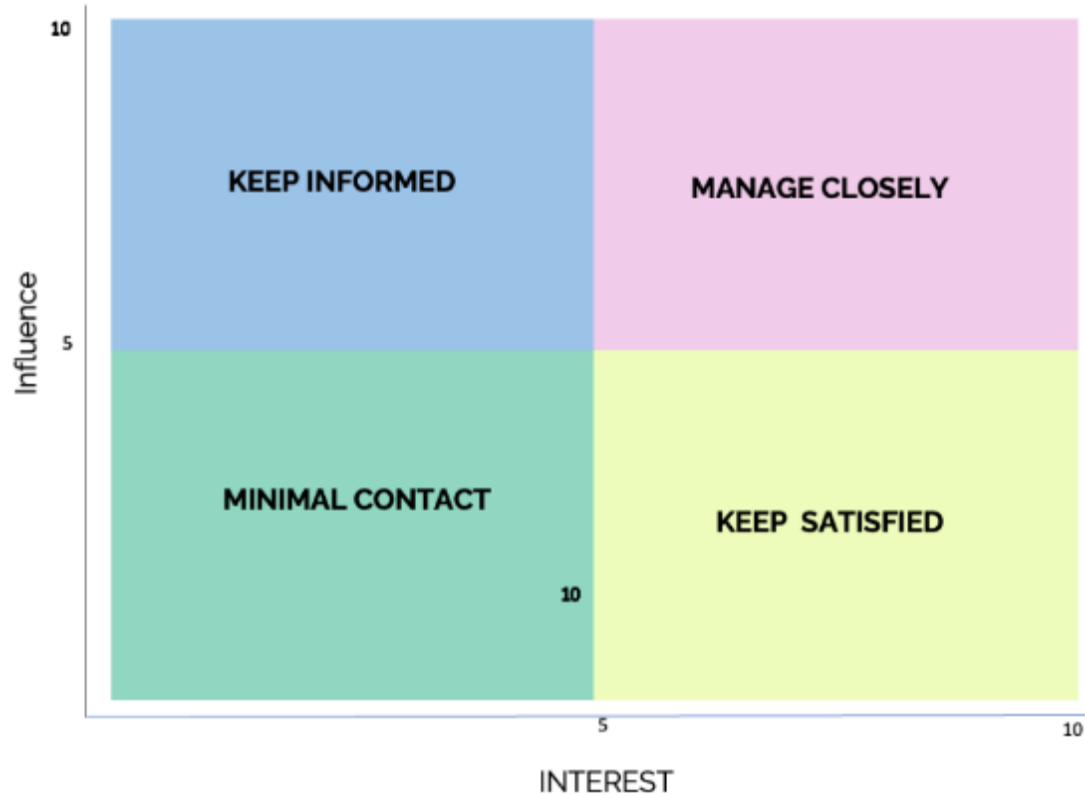 10
KEEP INFORMED
MANAGE CLOSELY
Influence
5
MINIMAL CONTACT
KEEP SATISFIED
10
5
10
INTEREST